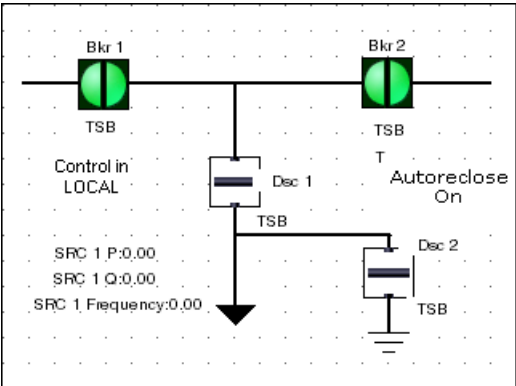 Bkr 1
Bkr 2
TSB
TSB
T
Control in
LOCAL
Dsc 1
Autoreclose
On
TSB
Dsc 2
SRC 1 P:0.00
SRC 1 Q:0.00
SRC 1 Frequency:0.00
TSB